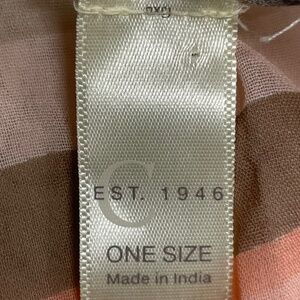 C
EST. 1946
ONE SIZE
Made in India